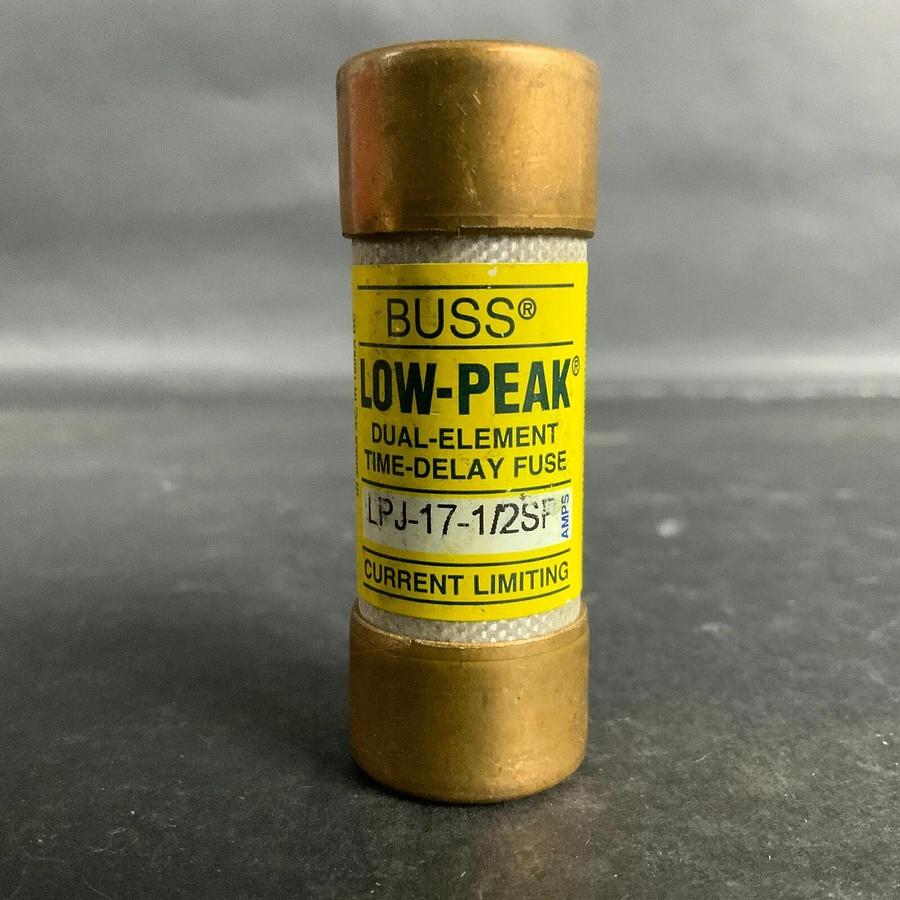 BUSS®
LOW-PEAK®
DUAL-ELEMENT
TIME-DELAY FUSE
LPJ-17-1/2SP AMPS
CURRENT LIMITING